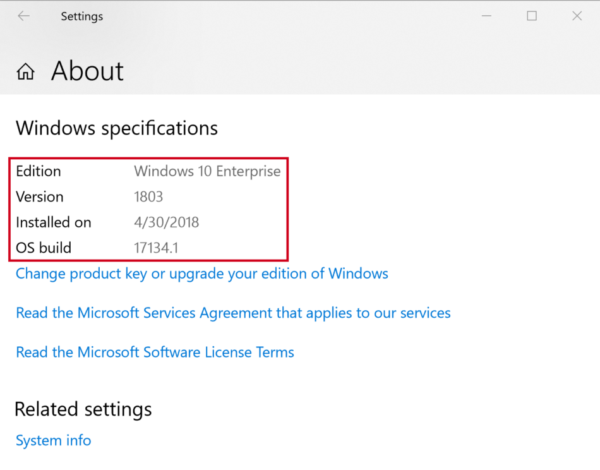 Settings
About
Windows specifications
Edition Windows 10 Enterprise
Version 1803
Installed on 4/30/2018
OS build 17134.1
Change product key or upgrade your edition of Windows
Read the Microsoft Services Agreement that applies to our services
Read the Microsoft Software License Terms
Related settings
System info